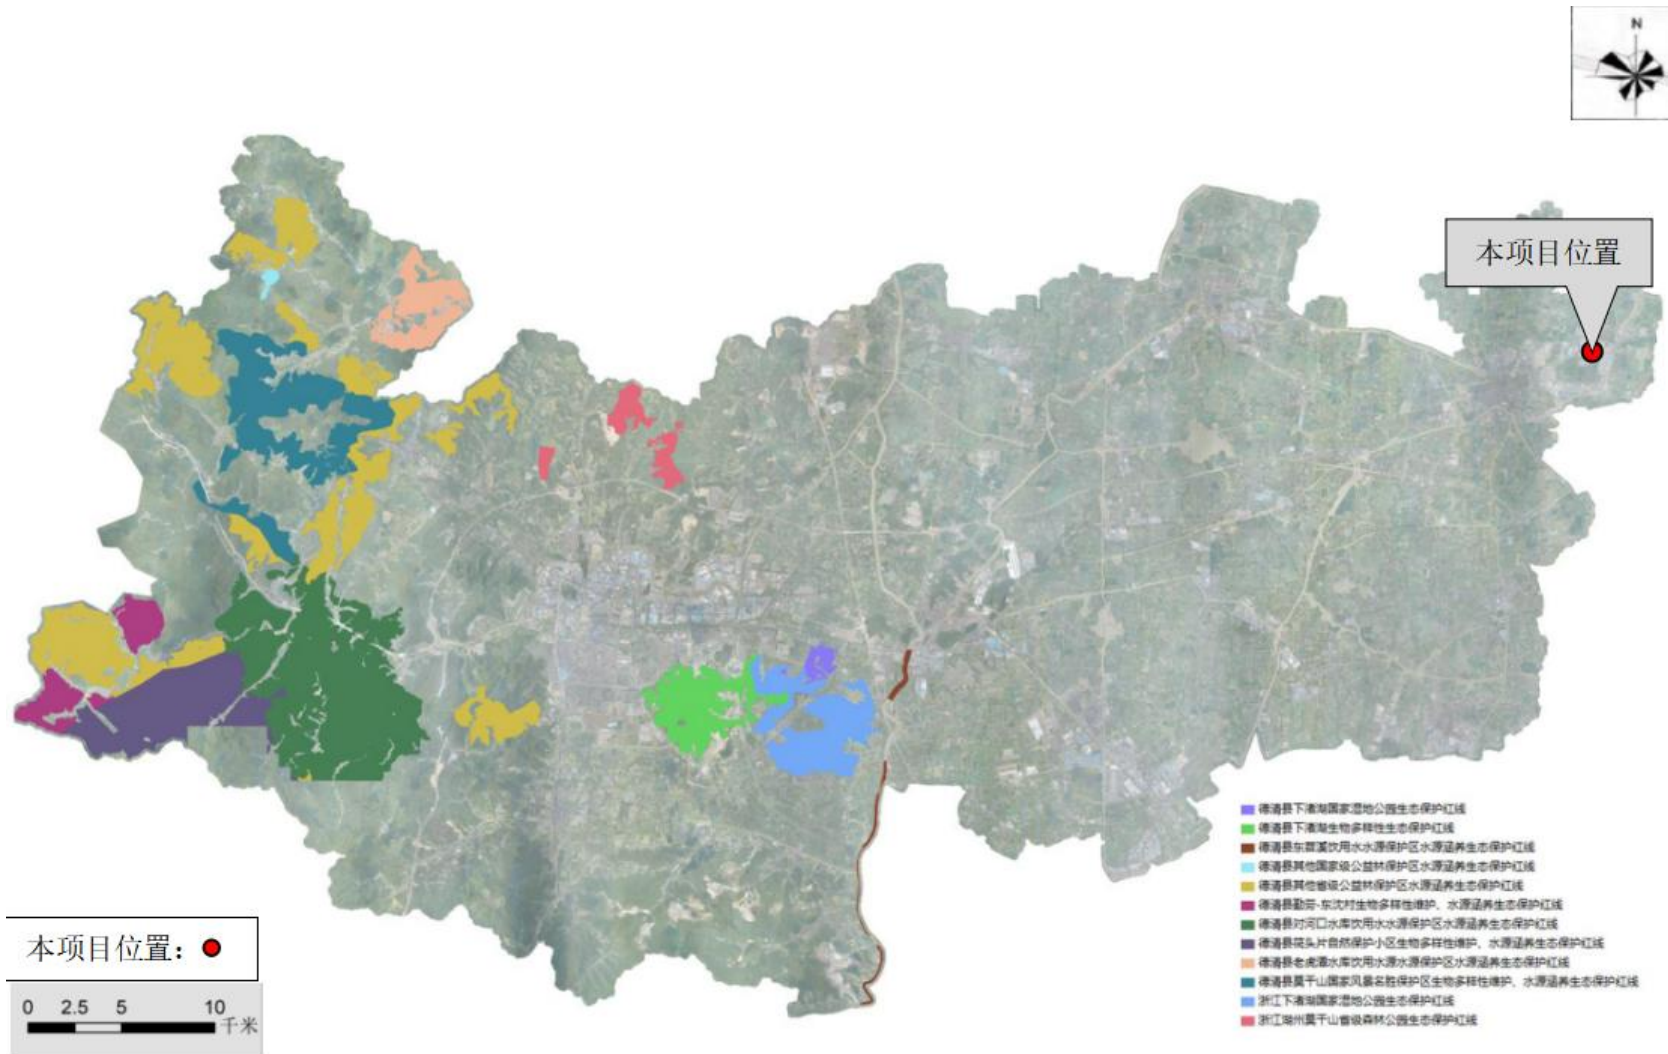 N
本项目位置
德清县下渚湖国家湿地公园生态保护红线
德清县下渚湖生物多样性生态保护红线
德清县东苕溪饮用水水源保护区水源涵养生态保护红线
德清县其他国家级公益林保护区水源涵养生态保护红线
德清县其他省级公益林保护区水源涵养生态保护红线
德清县勤劳-东沈村生物多样性维护、水源涵养生态保护红线
德清县对河口水库饮用水水源保护区水源涵养生态保护红线
德清县筏头片自然保护小区生物多样性维护、水源涵养生态保护红线
德清县老虎潭水库饮用水源水源保护区水源涵养生态保护红线
德清县莫干山国家风景名胜保护区生物多样性维护、水源涵养生态保护红线
浙江下渚湖国家湿地公园生态保护红线
浙江湖州莫干山省级森林公园生态保护红线
本项目位置:
0 2.5 5 10
千米